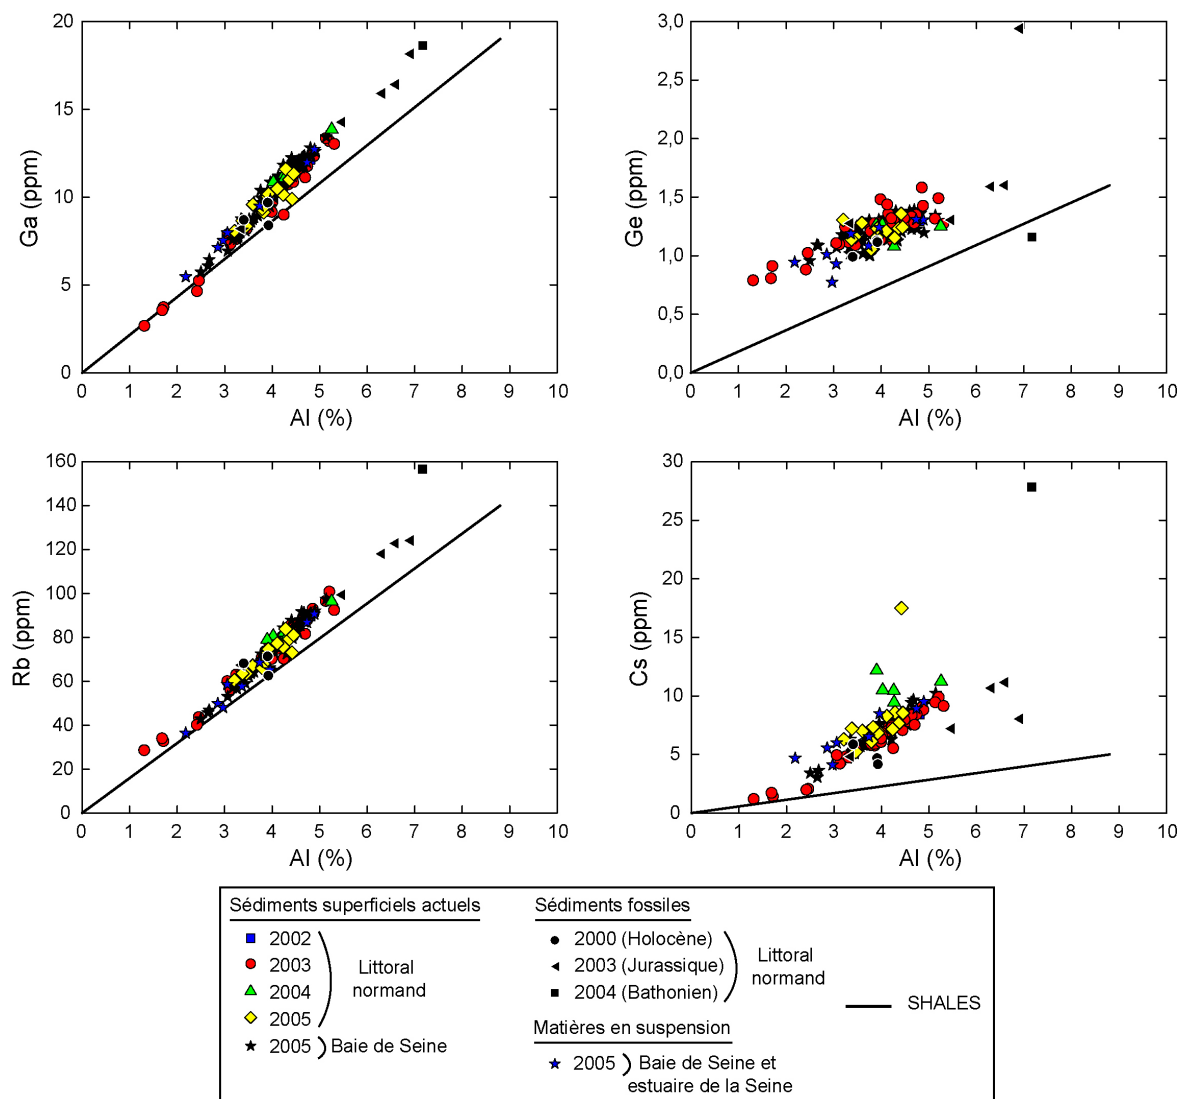 20
15
10
5
0
Ga (ppm)
0 1 2 3 4 5 6 7 8 9 10
Al (%)
3,0
2,5
2,0
1,5
1,0
0,5
0,0
Ge (ppm)
0 1 2 3 4 5 6 7 8 9 10
Al (%)
160
140
120
100
80
60
40
20
0
Rb (ppm)
0 1 2 3 4 5 6 7 8 9 10
Al (%)
30
25
20
15
10
5
0
Cs (ppm)
0 1 2 3 4 5 6 7 8 9 10
Al (%)
Sédiments superficiels actuels
2002
2003
2004
2005
Littoral
normand
2005
Baie de Seine
Sédiments fossiles
2000 (Holocène)
2003 (Jurassique)
2004 (Bathonien)
Littoral
normand
Matières en suspension
2005
Baie de Seine et
estuaire de la Seine
SHALES